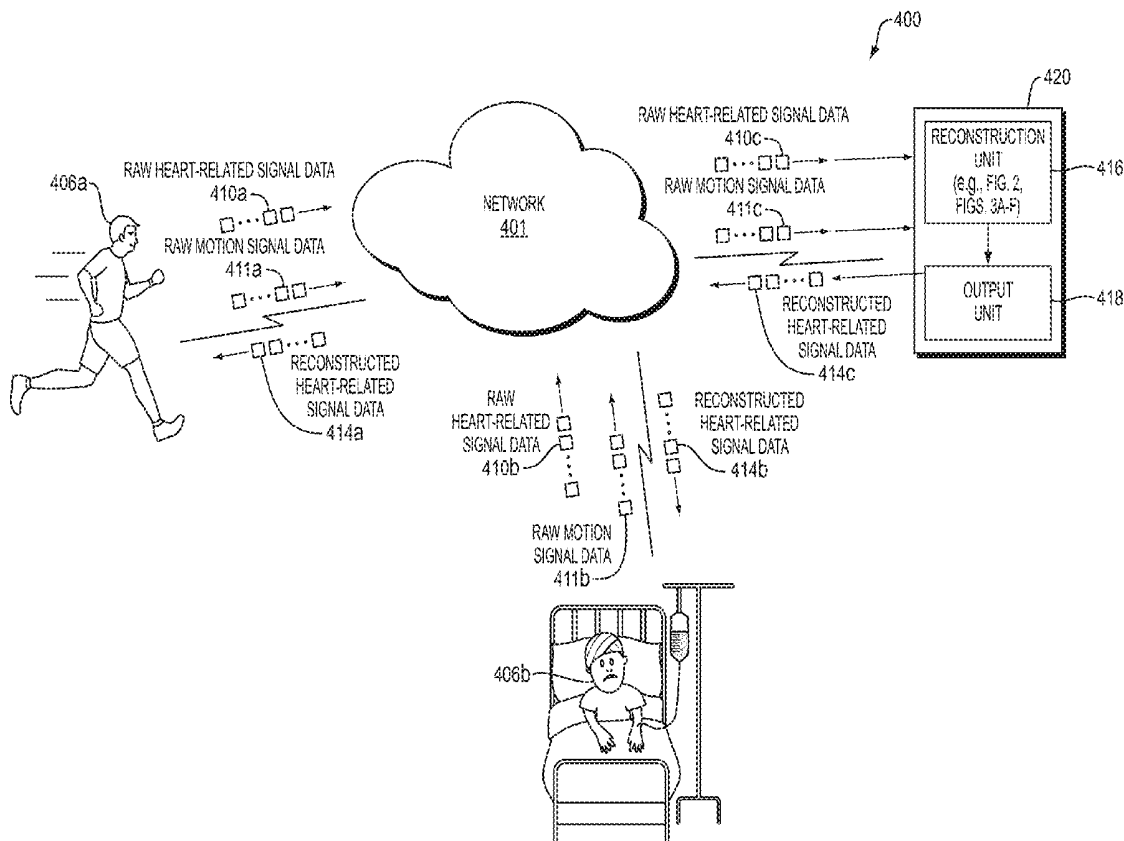 400
420
RAW HEART-RELATED SIGNAL DATA
410c
RECONSTRUCTION
UNIT
(e.g., FIG. 2,
FIGS. 3A-F)
416
406a
RAW HEART-RELATED SIGNAL DATA
410a
RAW MOTION SIGNAL DATA
411c
NETWORK
401
RAW MOTION SIGNAL DATA
411a
OUTPUT
UNIT
418
RECONSTRUCTED
HEART-RELATED
SIGNAL DATA
414c
RECONSTRUCTED
HEART-RELATED
SIGNAL DATA
414a
RAW
HEART-RELATED
SIGNAL DATA
410b
RECONSTRUCTED
HEART-RELATED
SIGNAL DATA
414b
RAW MOTION
SIGNAL DATA
411b
406b